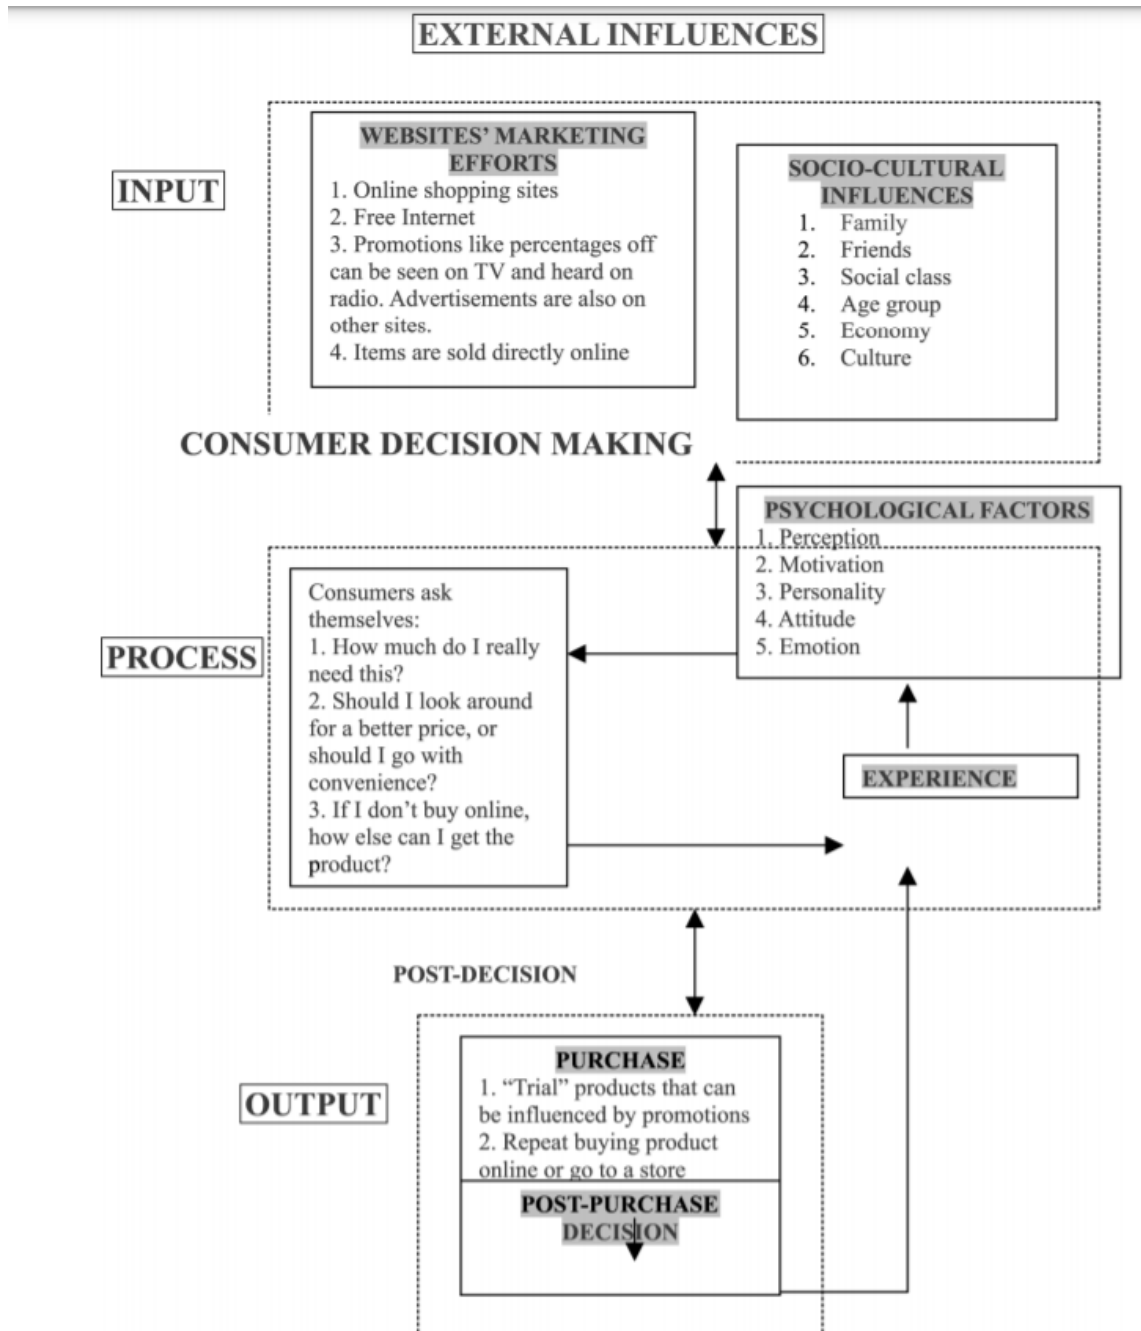 EXTERNAL INFLUENCES
INPUT
WEBSITES' MARKETING
EFFORTS
1. Online shopping sites
2. Free Internet
3. Promotions like percentages off
can be seen on TV and heard on
radio. Advertisements are also on
other sites.
4. Items are sold directly online
SOCIO-CULTURAL
INFLUENCES
1. Family
2. Friends
3. Social class
4. Age group
5. Economy
6. Culture
CONSUMER DECISION MAKING
PSYCHOLOGICAL FACTORS
1. Perception
2. Motivation
3. Personality
4. Attitude
5. Emotion
PROCESS
Consumers ask
themselves:
1. How much do I really
need this?
2. Should I look around
for a better price, or
should I go with
convenience?
3. If I don't buy online,
how else can I get the
product?
EXPERIENCE
POST-DECISION
OUTPUT
PURCHASE
1. “Trial” products that can
be influenced by promotions
2. Repeat buying product
online or go to a store
POST-PURCHASE
DECISION